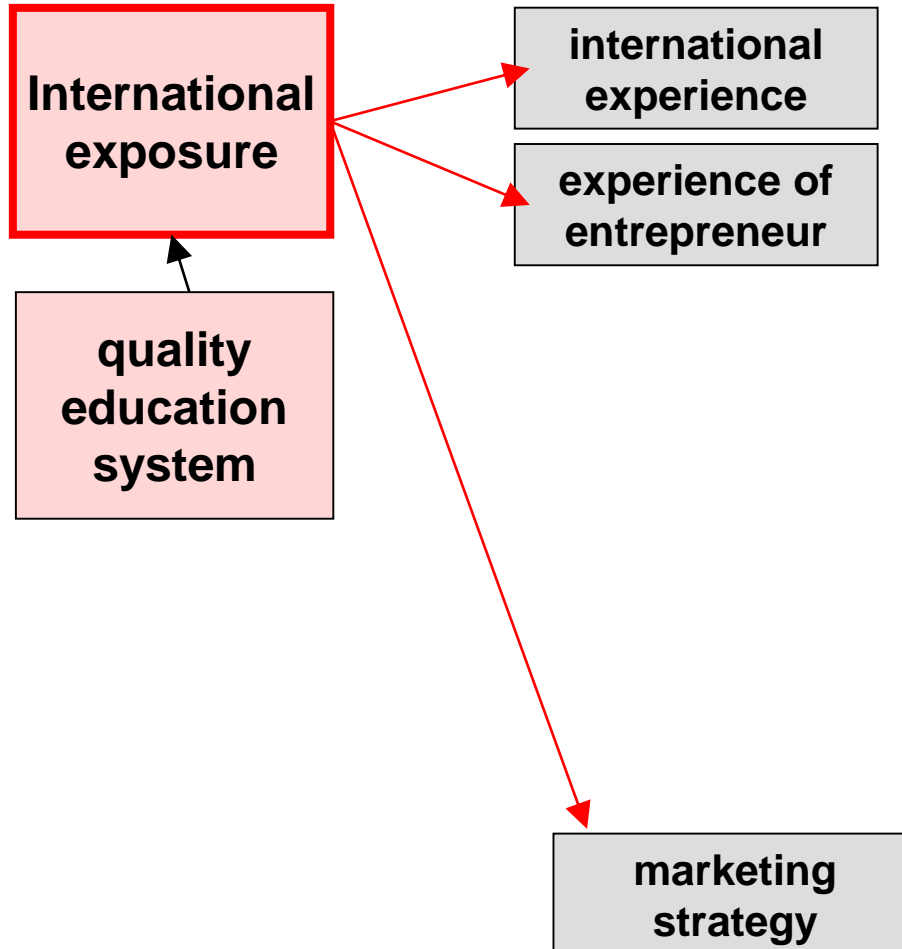 International
exposure
international
experience
experience of
entrepreneur
quality
education
system
marketing
strategy